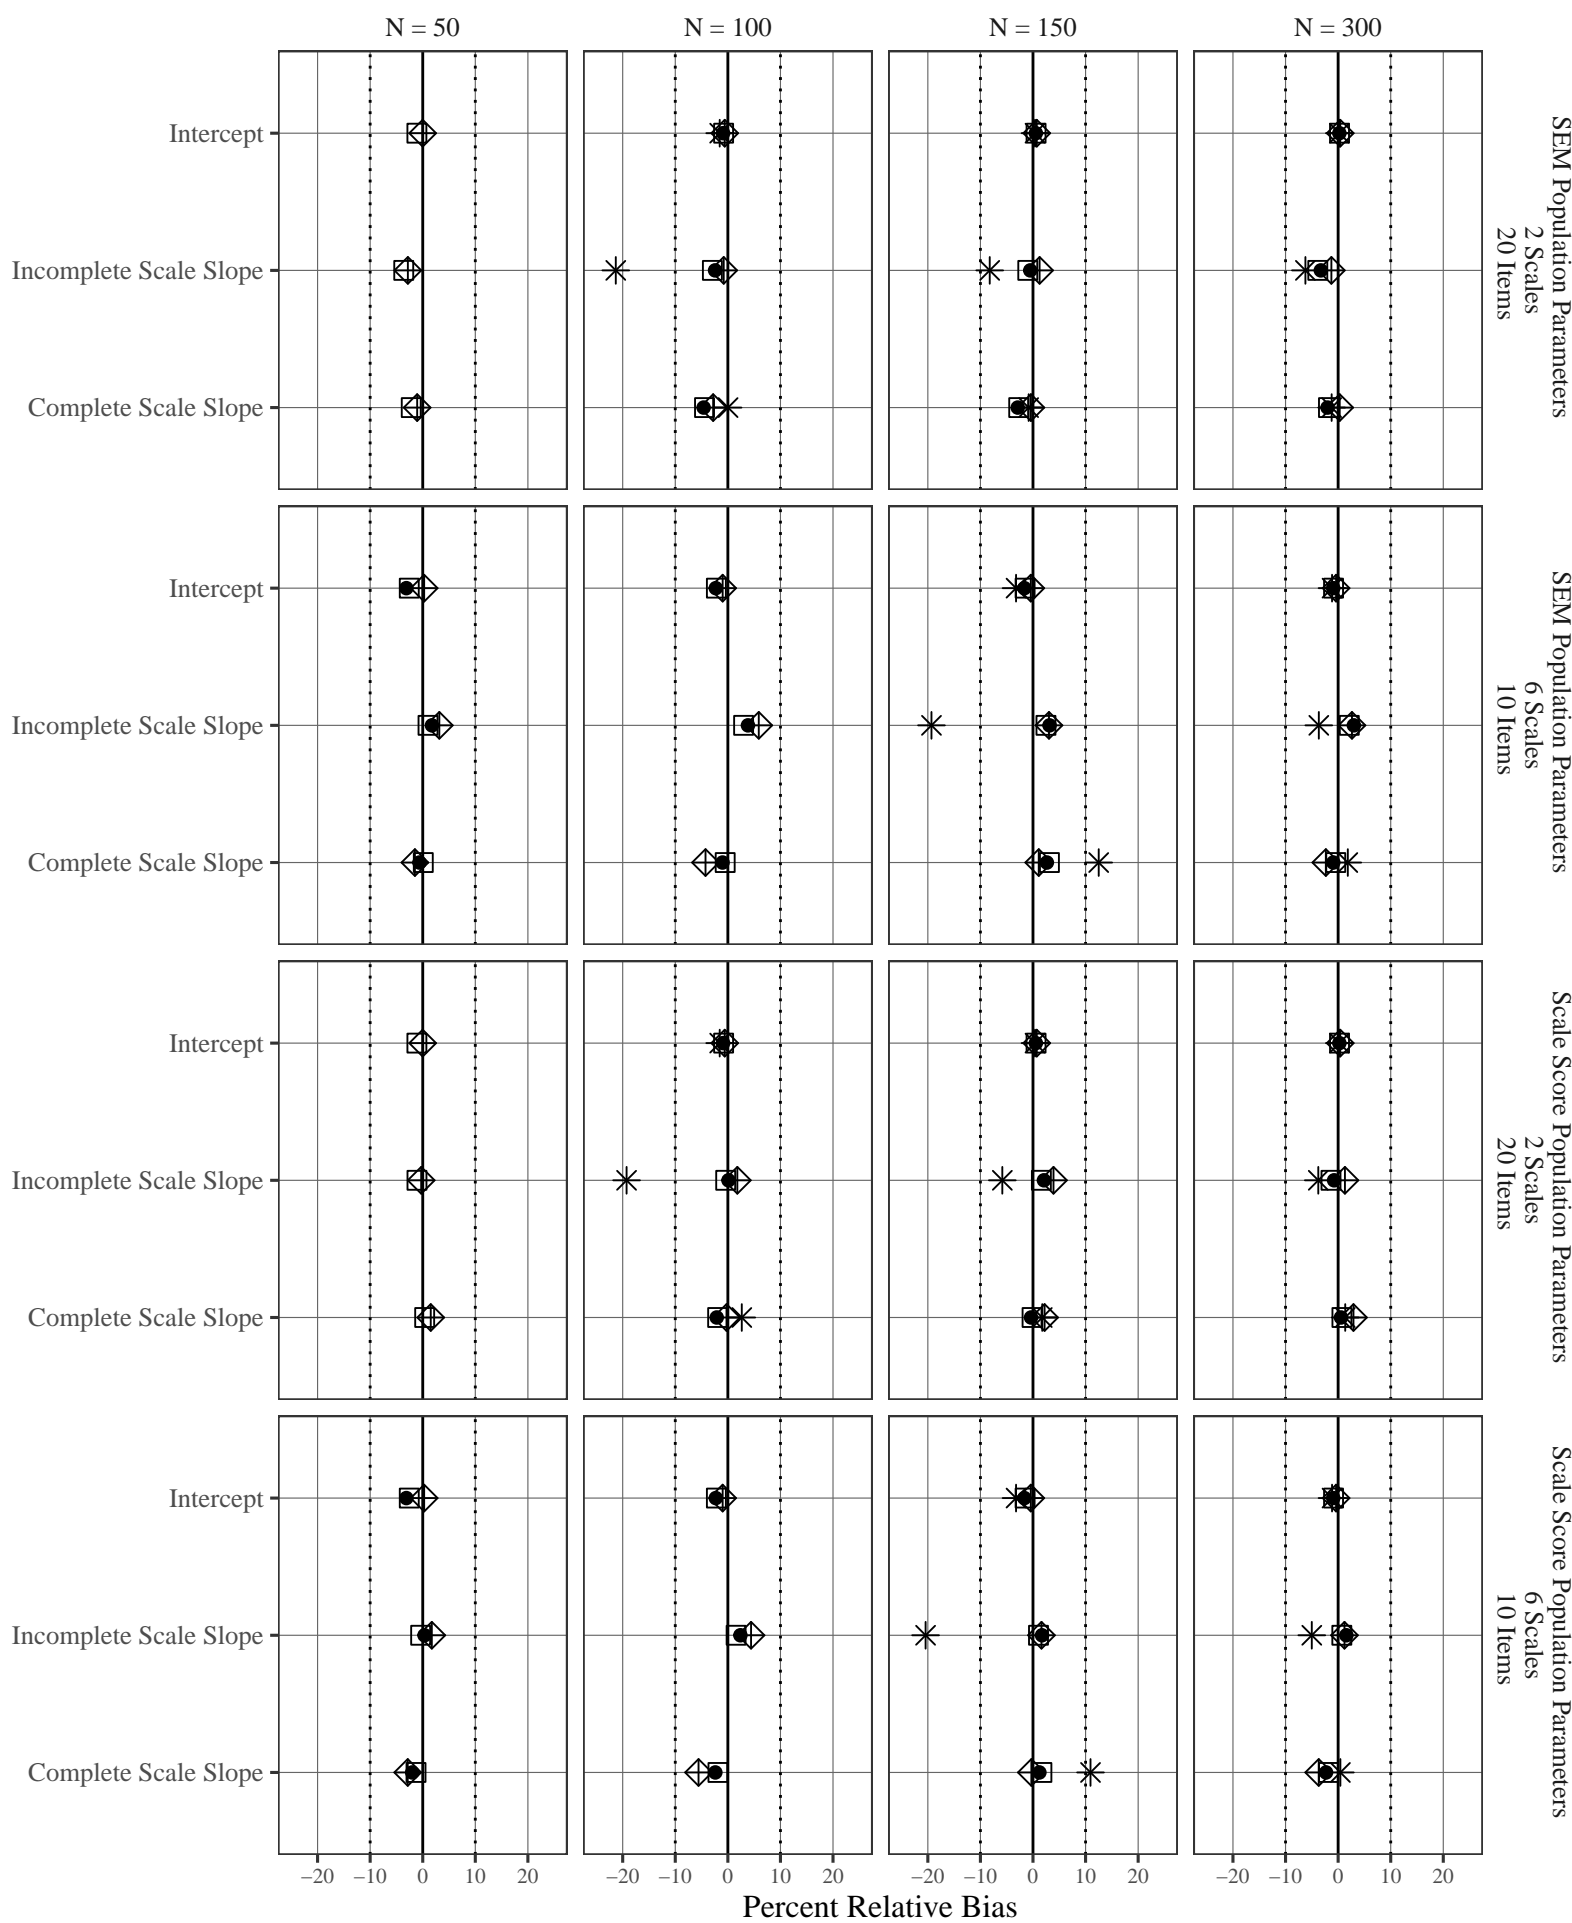 N = 50
N = 100
N = 150
N = 300
Intercept
Incomplete Scale Slope
Complete Scale Slope
SEM Population Parameters
2 Scales
20 Items
Intercept
Incomplete Scale Slope
Complete Scale Slope
SEM Population Parameters
6 Scales
10 Items
Intercept
Incomplete Scale Slope
Complete Scale Slope
Scale Score Population Parameters
2 Scales
20 Items
Intercept
Incomplete Scale Slope
Complete Scale Slope
Scale Score Population Parameters
6 Scales
10 Items
−20 −10 0 10 20
−20 −10 0 10 20
−20 −10 0 10 20
−20 −10 0 10 20
Percent Relative Bias